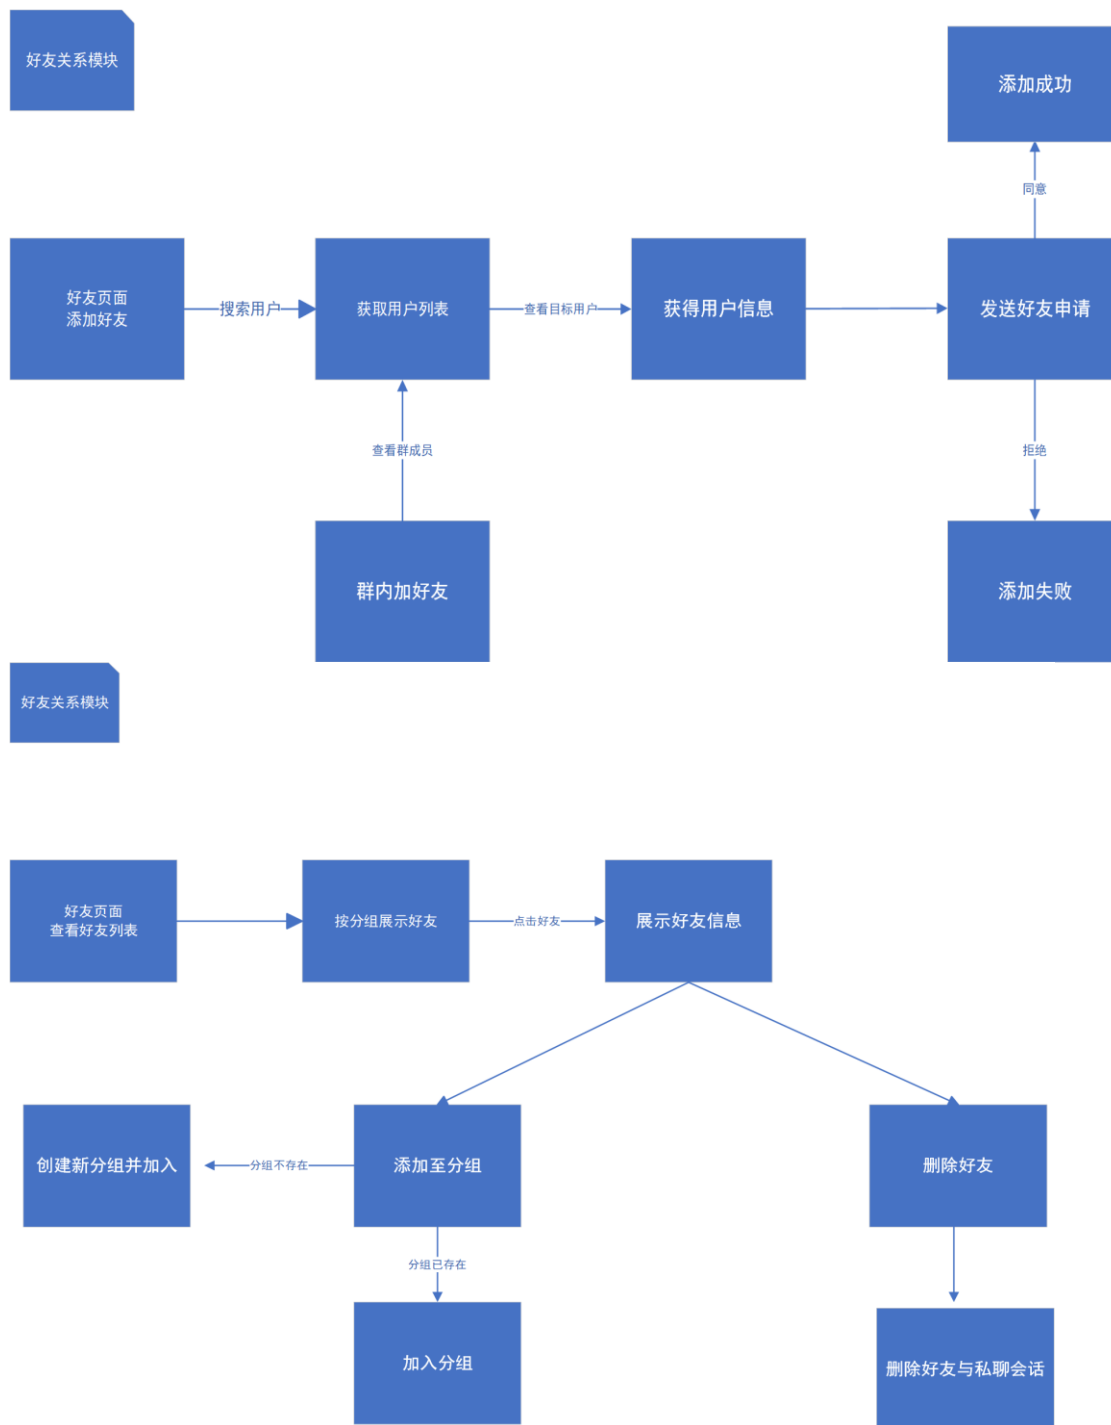 好友关系模块
添加成功
同意
好友页面
添加好友
搜索用户
获取用户列表
查看目标用户
获得用户信息
发送好友申请
查看群成员
拒绝
群内加好友
添加失败
好友关系模块
好友页面
查看好友列表
按分组展示好友
点击好友
展示好友信息
创建新分组并加入
分组不存在
添加至分组
删除好友
分组已存在
加入分组
删除好友与私聊会话